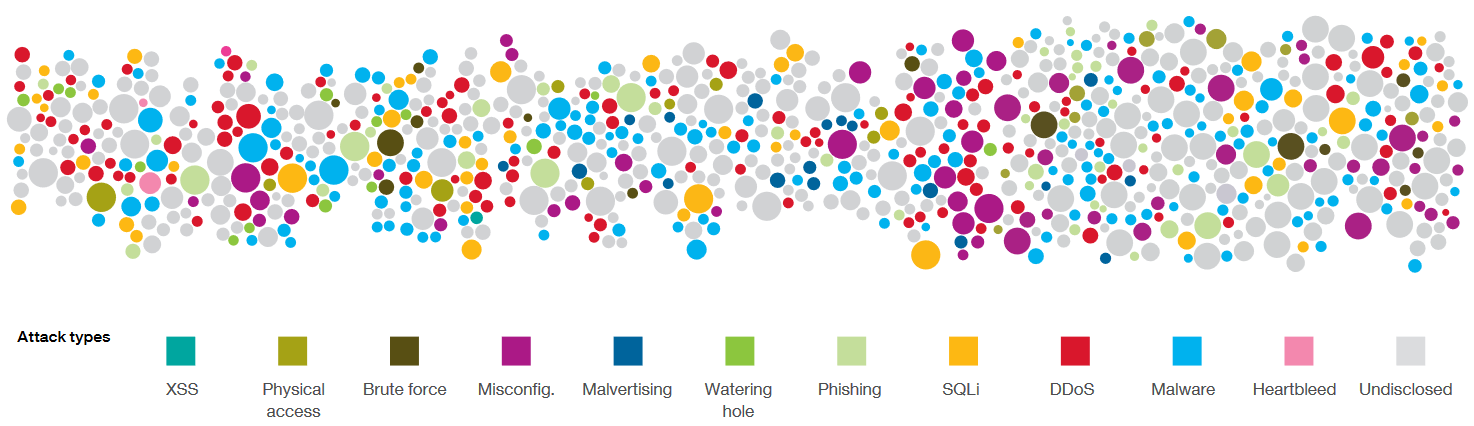 Attack types
XSS
Physical
access
Brute force
Misconfig.
Malvertising
Watering
hole
Phishing
SQLi
DDoS
Malware
Heartbleed
Undisclosed